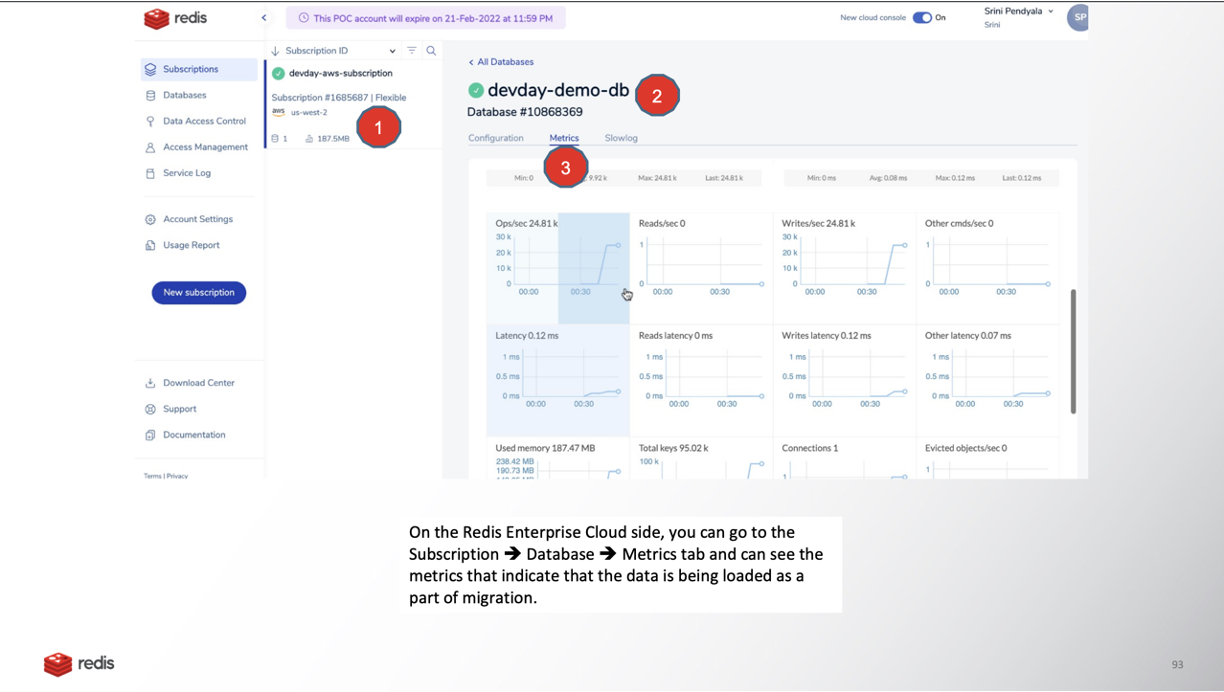 redis
This POC account will expire on 21-Feb-2022 at 11:59 PM
New cloud console On
Srini Pendyala
Srini
SP
Subscriptions
Databases
Data Access Control
Access Management
Service Log
Account Settings
Usage Report
New subscription
Download Center
Support
Documentation
Terms | Privacy
Subscription ID
devday-aws-subscription
Subscription #1685687 | Flexible
aws us-west-2
1 187.5MB
1
All Databases
devday-demo-db
2
Database #10868369
Configuration Metrics Slowlog
3
Min: 0 9.92 k Max: 24.81 k Last: 24.81 k
Min: 0 ms Avg: 0.08 ms Max: 0.12 ms Last: 0.12 ms
Ops/sec 24.81 k
30 k
20 k
10 k
0
00:00 00:30
Reads/sec 0
1
0
00:00 00:30
Writes/sec 24.81 k
30 k
20 k
10 k
0
00:00 00:30
Other cmds/sec 0
1
0
00:00 00:30
Latency 0.12 ms
1 ms
0.5 ms
0 ms
00:00 00:30
Reads latency 0 ms
1 ms
0.5 ms
0 ms
00:00 00:30
Writes latency 0.12 ms
1 ms
0.5 ms
0 ms
00:00 00:30
Other latency 0.07 ms
1 ms
0.5 ms
0 ms
00:00 00:30
Used memory 187.47 MB
238.42 MB
190.73 MB
Total keys 95.02 k
100 k
Connections 1
1
Evicted objects/sec 0
1
On the Redis Enterprise Cloud side, you can go to the
Subscription ➔ Database ➔ Metrics tab and can see the
metrics that indicate that the data is being loaded as a
part of migration.
redis
93